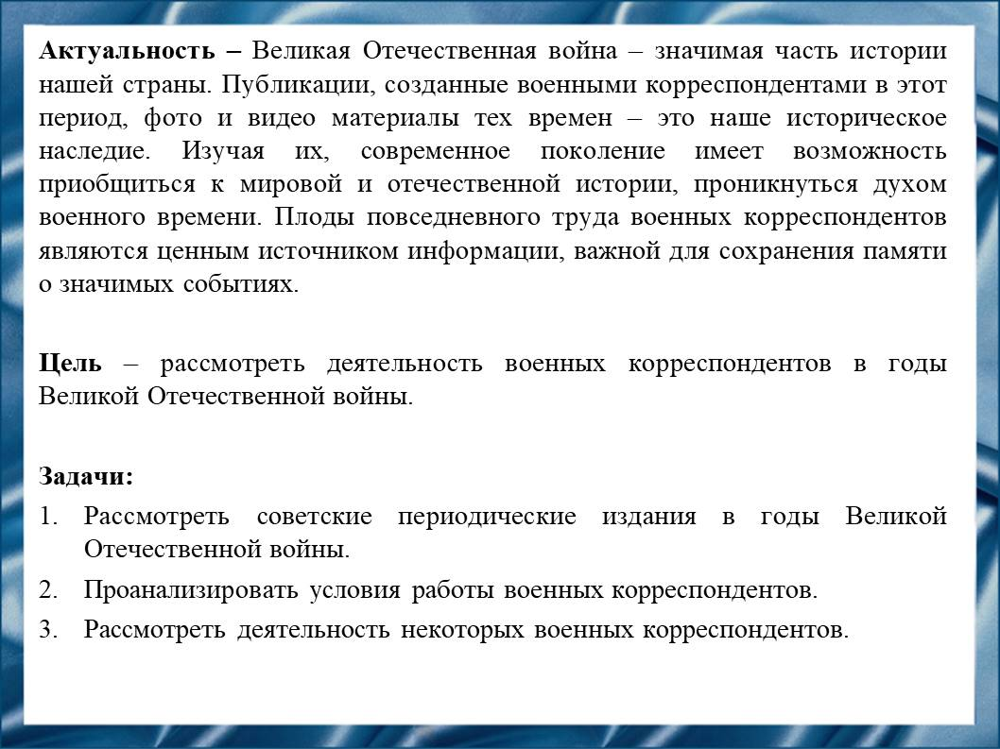 Актуальность – Великая Отечественная война – значимая часть истории
нашей страны. Публикации, созданные военными корреспондентами в этот
период, фото и видео материалы тех времен – это наше историческое
наследие. Изучая их, современное поколение имеет возможность
приобщиться к мировой и отечественной истории, проникнуться духом
военного времени. Плоды повседневного труда военных корреспондентов
являются ценным источником информации, важной для сохранения памяти
о значимых событиях.
Цель – рассмотреть деятельность военных корреспондентов в годы
Великой Отечественной войны.
Задачи:
1. Рассмотреть советские периодические издания в годы Великой
Отечественной войны.
2. Проанализировать условия работы военных корреспондентов.
3. Рассмотреть деятельность некоторых военных корреспондентов.